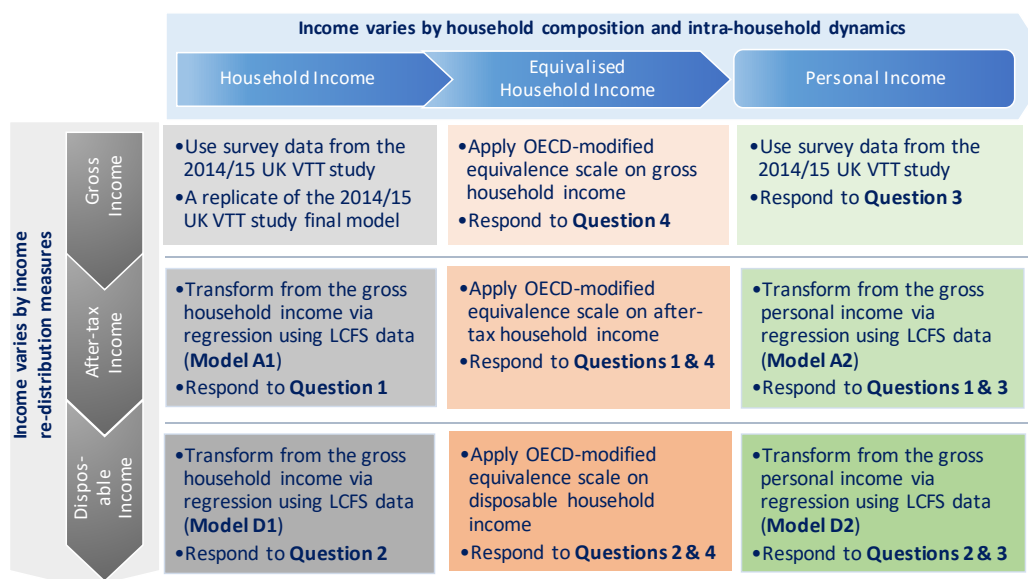 Income varies by household composition and intra-household dynamics
Household Income
Equivalised
Household Income
Personal Income
Income varies by income
re-distribution measures
Gross
Income
•Use survey data from the
2014/15 UK VTT study
•A replicate of the 2014/15
UK VTT study final model
•Apply OECD-modified
equivalence scale on gross
household income
•Respond to Question 4
•Use survey data from the
2014/15 UK VTT study
•Respond to Question 3
After-tax
Income
•Transform from the gross
household income via
regression using LCFS data
(Model A1)
•Respond to Question 1
•Apply OECD-modified
equivalence scale on after-
tax household income
•Respond to Questions 1 & 4
•Transform from the gross
personal income via
regression using LCFS data
(Model A2)
•Respond to Questions 1 & 3
Dispos-
able
Income
•Transform from the gross
household income via
regression using LCFS data
(Model D1)
•Respond to Question 2
•Apply OECD-modified
equivalence scale on
disposable household
income
•Respond to Questions 2 & 4
•Transform from the gross
personal income via
regression using LCFS data
(Model D2)
•Respond to Questions 2 & 3